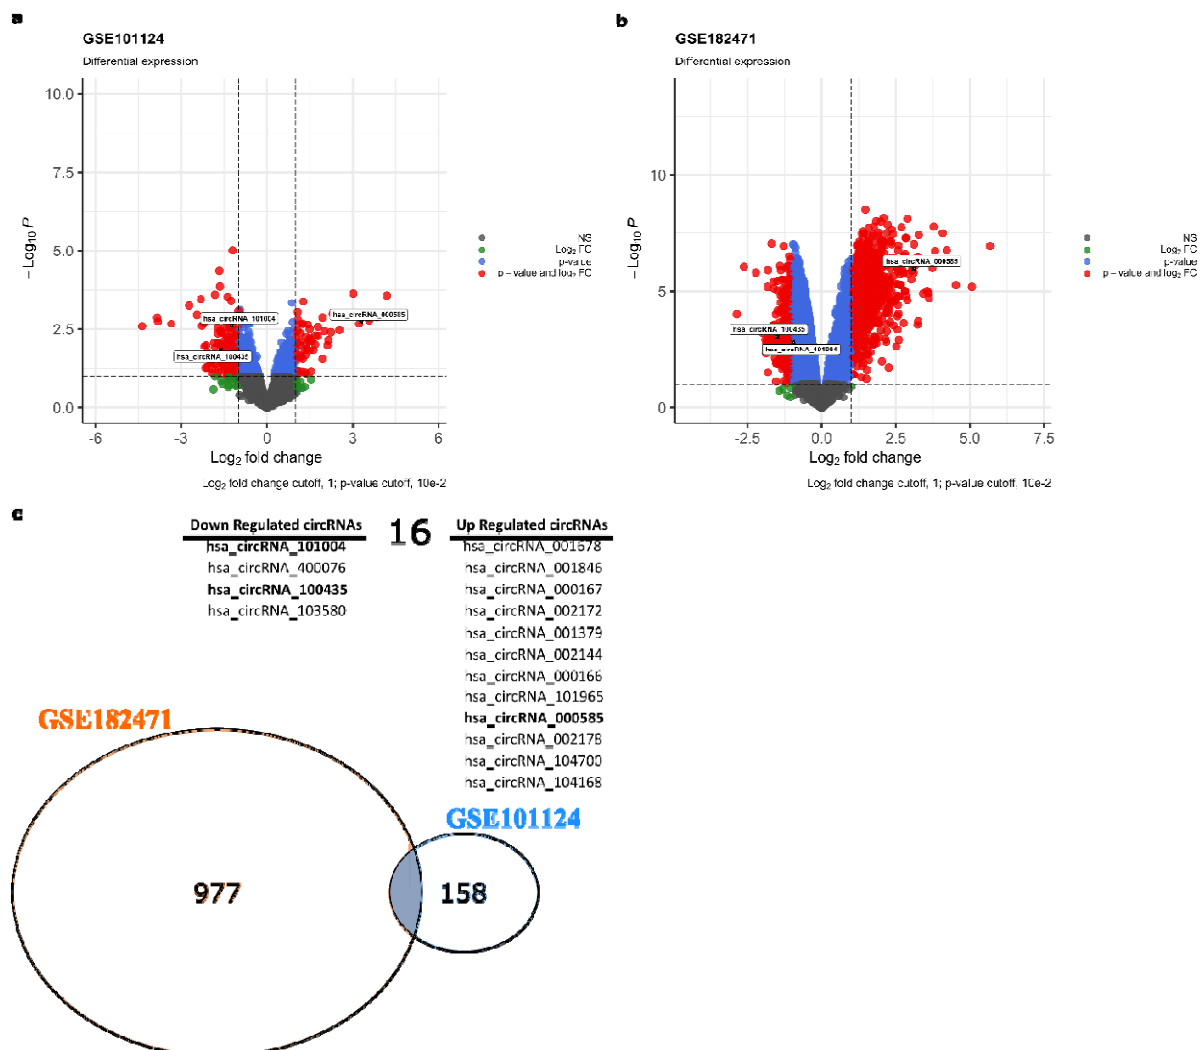 a
GSE101124
Differential expression
10.0
7.5
5.0
2.5
0.0
-6
-3
0
3
6
– Log10 P
Log2 fold change
hsa_circRNA_101004
hsa_circRNA_000585
hsa_circRNA_100435
NS
Log2 FC
p-value
p – value and log2 FC
Log2 fold change cutoff, 1; p-value cutoff, 10e-2
b
GSE182471
Differential expression
10
5
0
-2.5
0.0
2.5
5.0
7.5
– Log10 P
Log2 fold change
hsa_circRNA_000585
hsa_circRNA_100435
hsa_circRNA_101004
NS
Log2 FC
p-value
p – value and log2 FC
Log2 fold change cutoff, 1; p-value cutoff, 10e-2
c
Down Regulated circRNAs
hsa_circRNA_101004
hsa_circRNA_400076
hsa_circRNA_100435
hsa_circRNA_103580
16
Up Regulated circRNAs
hsa_circRNA_001678
hsa_circRNA_001846
hsa_circRNA_000167
hsa_circRNA_002172
hsa_circRNA_001379
hsa_circRNA_002144
hsa_circRNA_000166
hsa_circRNA_101965
hsa_circRNA_000585
hsa_circRNA_002178
hsa_circRNA_104700
hsa_circRNA_104168
GSE182471
GSE101124
977
158